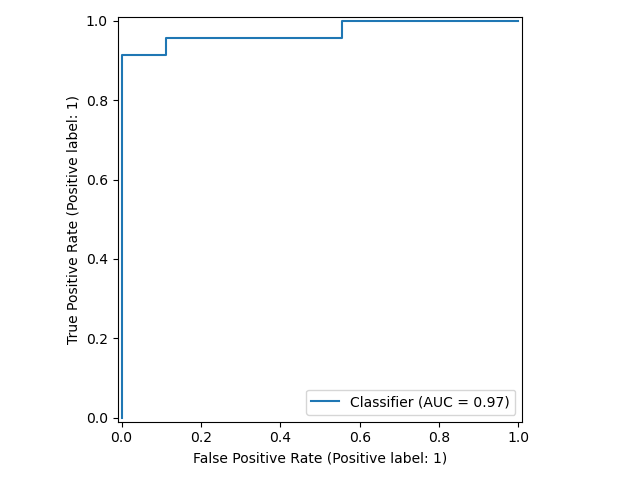 1.0
0.8
0.6
0.4
0.2
0.0
True Positive Rate (Positive label: 1)
Classifier (AUC = 0.97)
0.0 0.2 0.4 0.6 0.8 1.0
False Positive Rate (Positive label: 1)